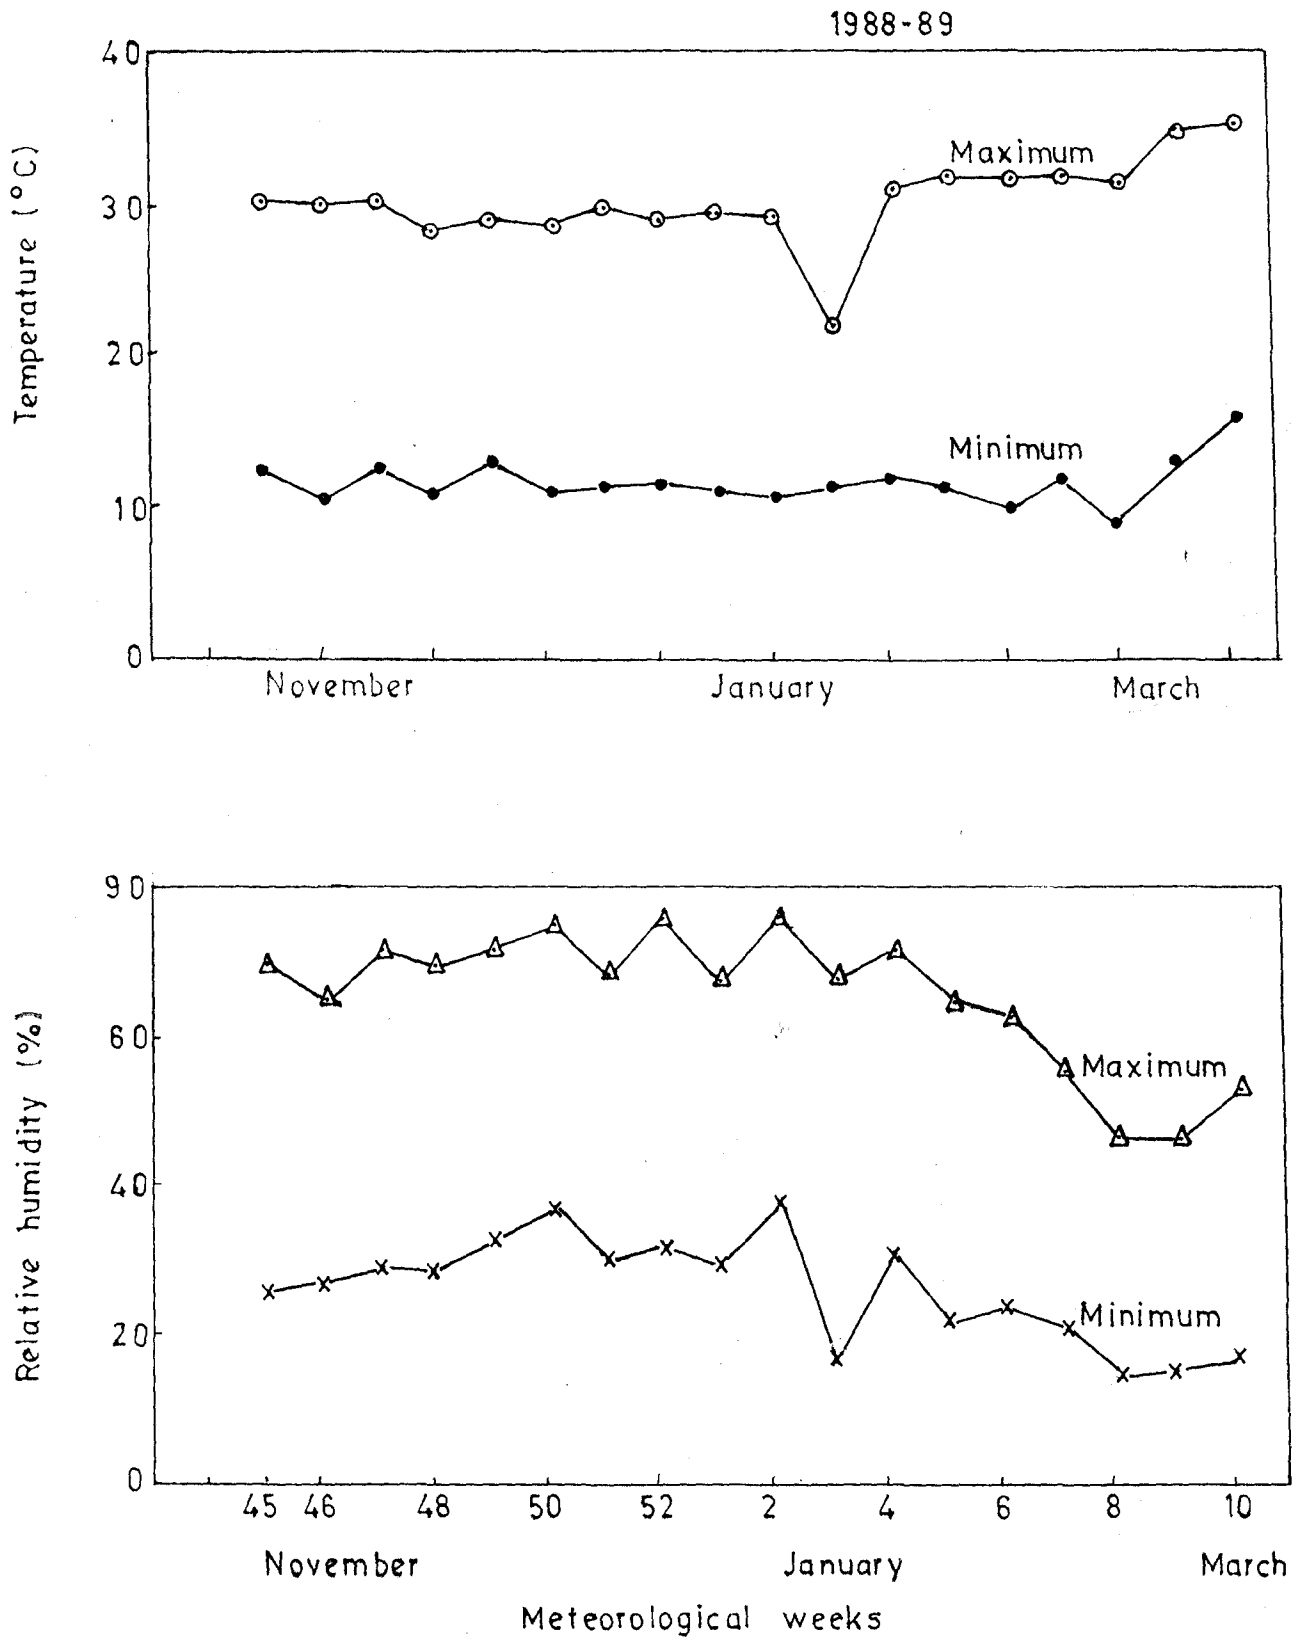 1988-89
40
30
20
10
0
Temperature (°C)
Maximum
Minimum
November January March
90
60
40
20
0
Relative humidity (%)
Maximum
Minimum
45 46 48 50 52 2 4 6 8 10
November January March
Meteorological weeks